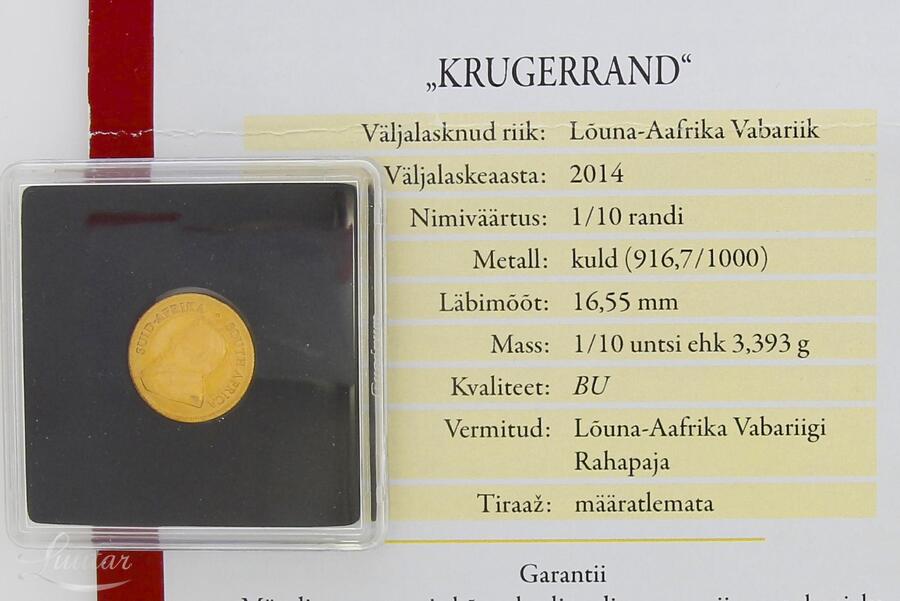 „KRUGERRAND“
Väljalasknud riik: Lõuna-Aafrika Vabariik
Väljalaskeaasta: 2014
Nimiväärtus: 1/10 randi
Metall: kuld (916,7/1000)
Läbimõõt: 16,55 mm
Mass: 1/10 untsi ehk 3,393 g
Kvaliteet: BU
Vermitud: Lõuna-Aafrika Vabariigi
Rahapaja
Tiraaž: määratlemata
Garantii
SUID-AFRIKA · SOUTH AFRICA
Luutar